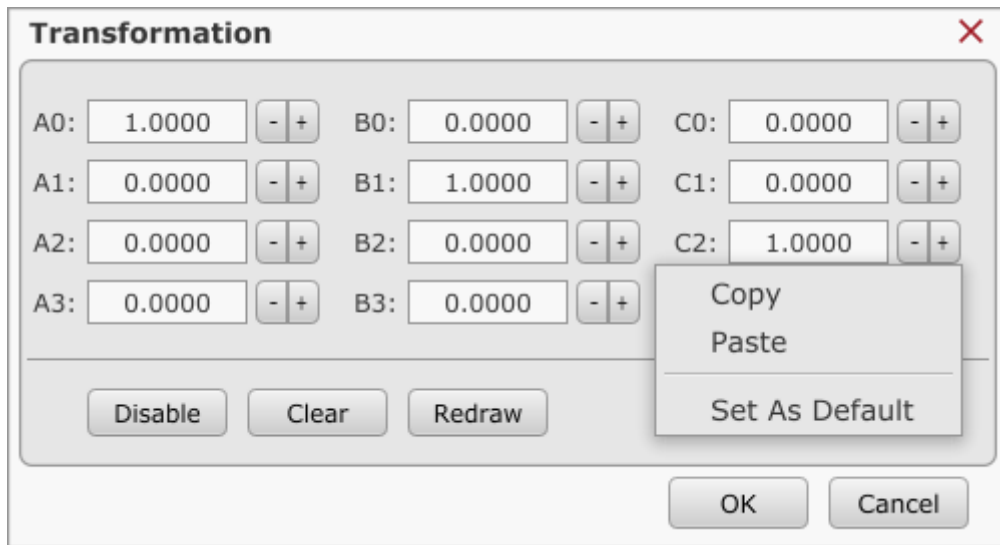 Transformation
A0: 1.0000 - + B0: 0.0000 - + C0: 0.0000 - +
A1: 0.0000 - + B1: 1.0000 - + C1: 0.0000 - +
A2: 0.0000 - + B2: 0.0000 - + C2: 1.0000 - +
A3: 0.0000 - + B3: 0.0000 - +
Copy
Paste
Set As Default
Disable Clear Redraw
OK Cancel